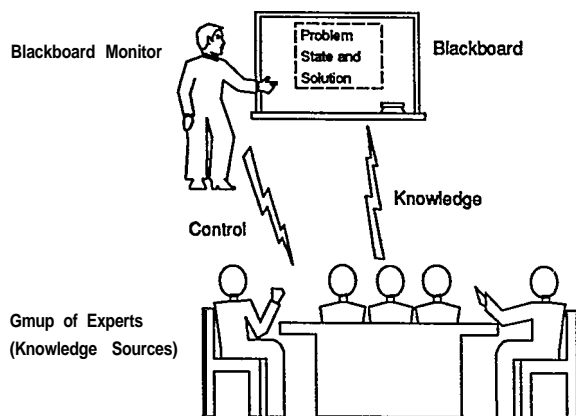 Blackboard Monitor
Problem
State and
Solution
Blackboard
Control
Knowledge
Gmup of Experts
(Knowledge Sources)